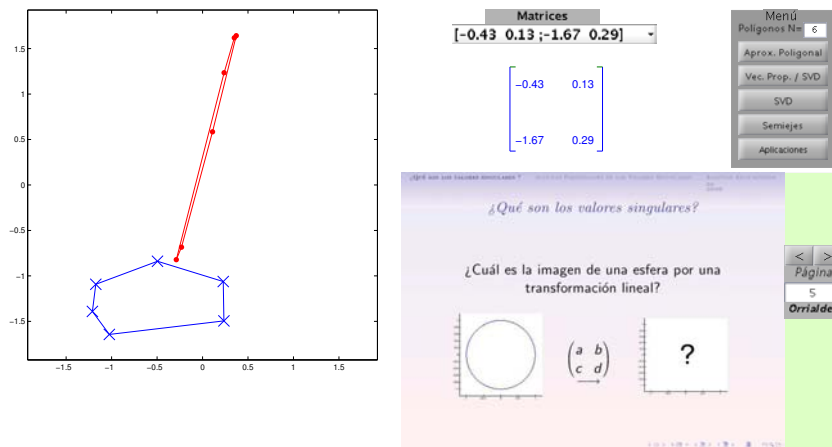 1.5
1
0.5
0
−0.5
−1
−1.5
−1.5 −1 −0.5 0 0.5 1 1.5
Matrices
[-0.43 0.13 ;-1.67 0.29]
−0.43 0.13
−1.67 0.29
Menú
Polígonos N= 6
Aprox. Poligonal
Vec. Prop. / SVD
SVD
Semiejes
Aplicaciones
¿Qué son los valores singulares?
¿Cuál es la imagen de una esfera por una
transformación lineal?
a b
c d
?
< >
Página
5
Orrialde